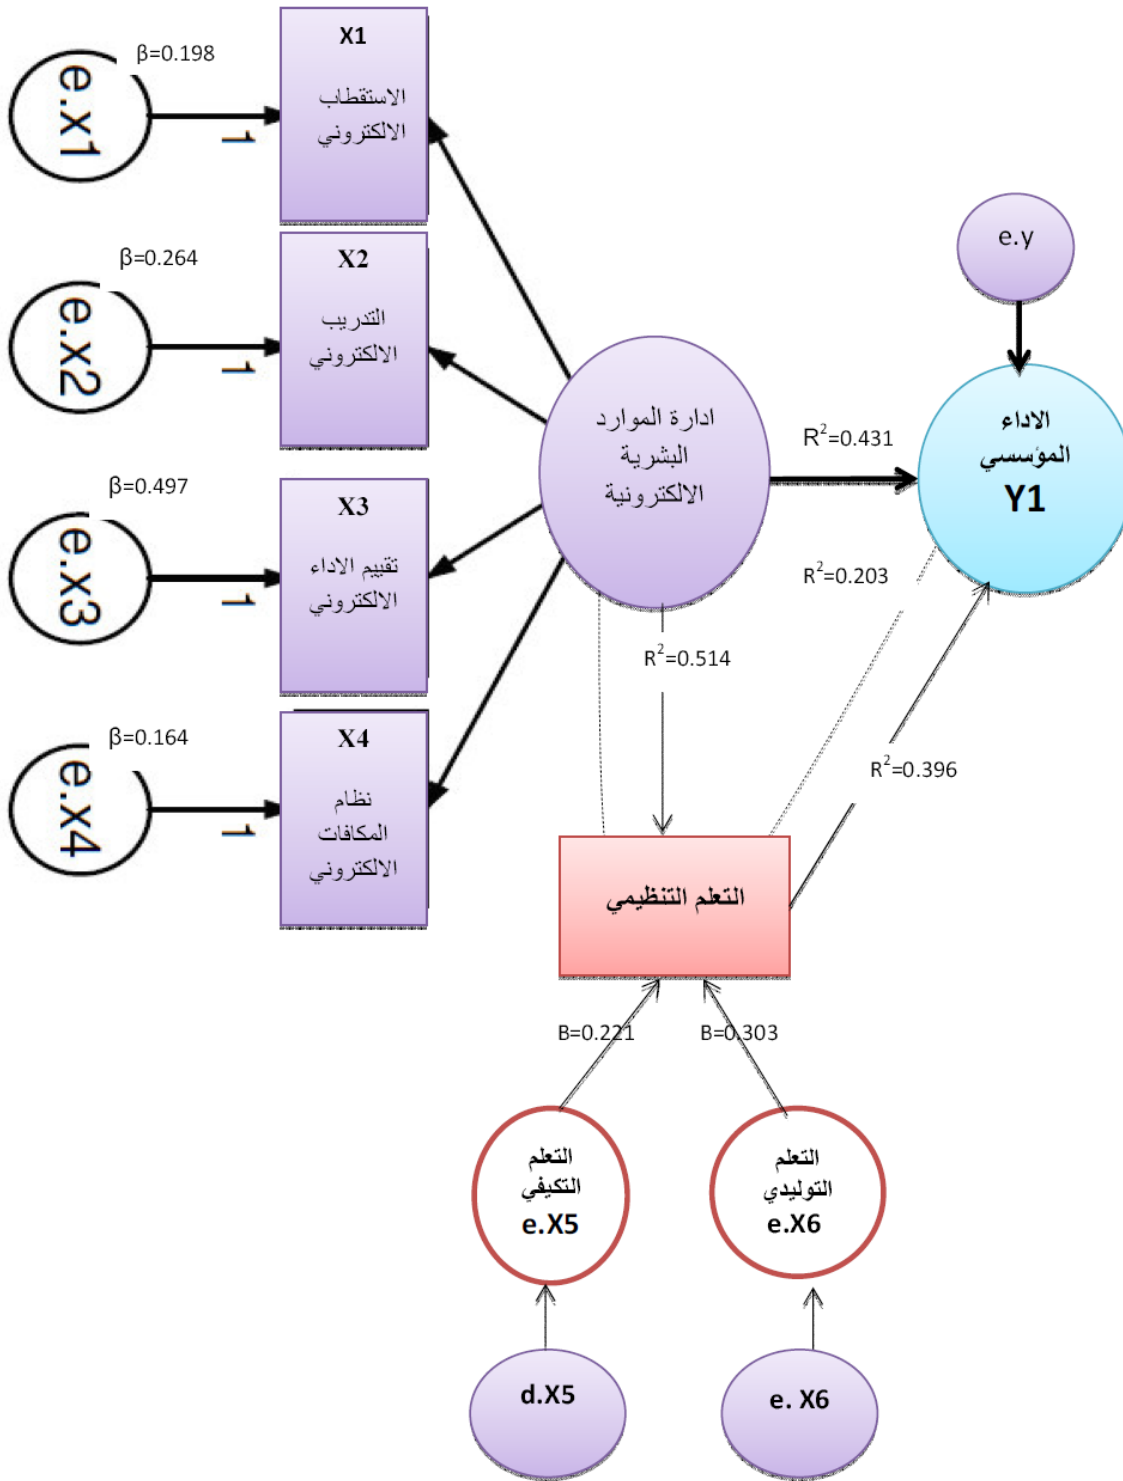 β=0.198
e.x1
1
X1
الاستقطاب
الالكتروني
β=0.264
e.x2
1
X2
التدريب
الالكتروني
β=0.497
e.x3
1
X3
تقييم الاداء
الالكتروني
β=0.164
e.x4
1
X4
نظام
المكافات
الالكتروني
ادارة الموارد
البشرية
الالكترونية
e.y
R²=0.431
الاداء
المؤسسي
Y1
R²=0.203
R²=0.514
R²=0.396
التعلم التنظيمي
B=0.221
B=0.303
التعلم
التكيفي
e.X5
التعلم
التوليدي
e.X6
d.X5
e. X6